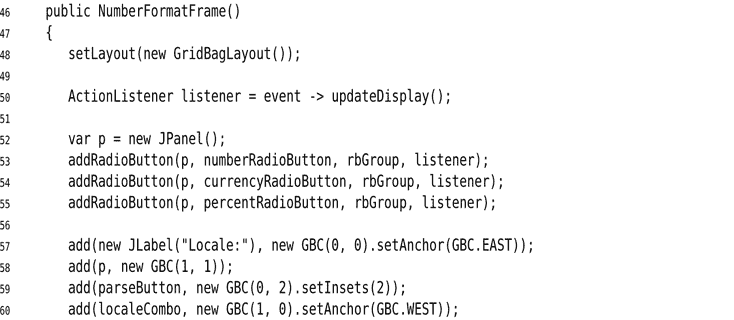 46 public NumberFormatFrame()
47 {
48 setLayout(new GridBagLayout());
49
50 ActionListener listener = event -> updateDisplay();
51
52 var p = new JPanel();
53 addRadioButton(p, numberRadioButton, rbGroup, listener);
54 addRadioButton(p, currencyRadioButton, rbGroup, listener);
55 addRadioButton(p, percentRadioButton, rbGroup, listener);
56
57 add(new JLabel("Locale:"), new GBC(0, 0).setAnchor(GBC.EAST));
58 add(p, new GBC(1, 1));
59 add(parseButton, new GBC(0, 2).setInsets(2));
60 add(localeCombo, new GBC(1, 0).setAnchor(GBC.WEST));